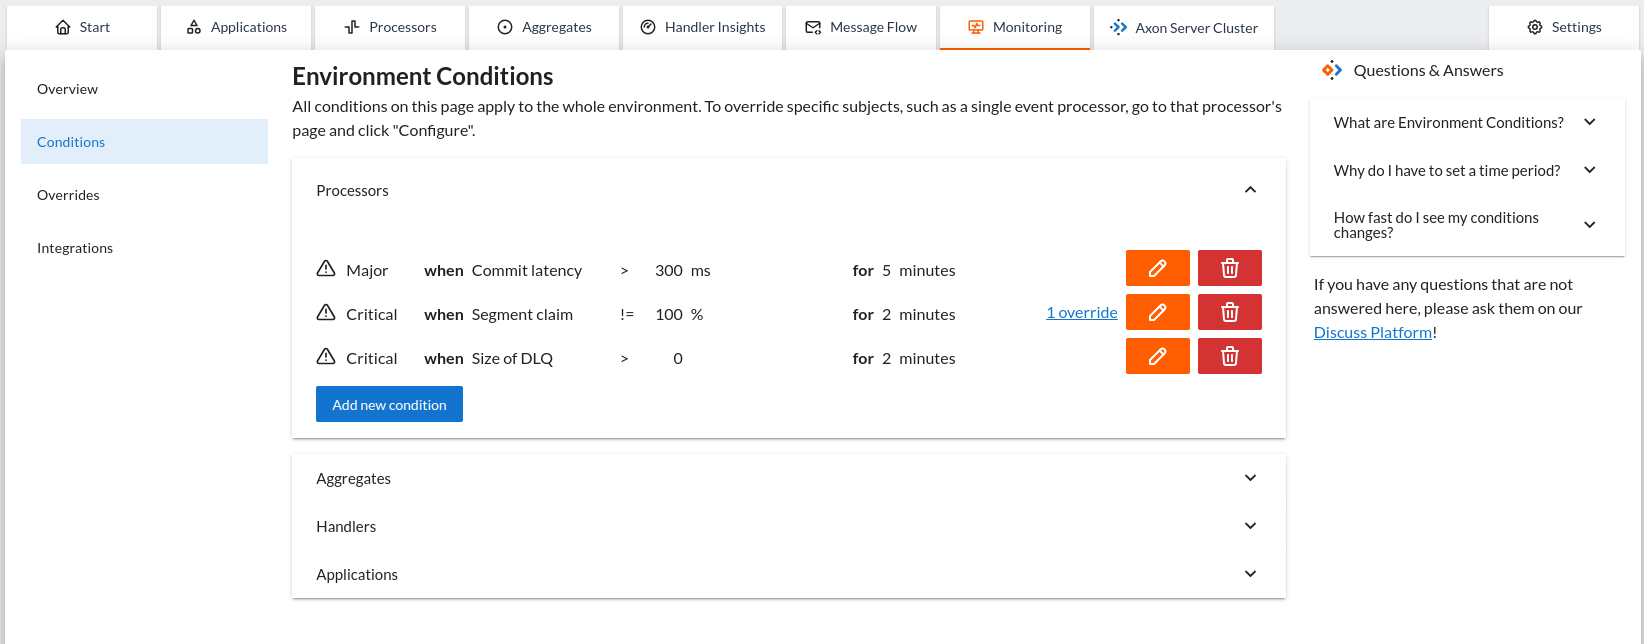 Start
Applications
Processors
Aggregates
Handler Insights
Message Flow
Monitoring
Axon Server Cluster
Settings
Overview
Conditions
Overrides
Integrations
Environment Conditions
All conditions on this page apply to the whole environment. To override specific subjects, such as a single event processor, go to that processor's
page and click "Configure".
Processors
Major when Commit latency > 300 ms for 5 minutes
Critical when Segment claim != 100 % for 2 minutes 1 override
Critical when Size of DLQ > 0 for 2 minutes
Add new condition
Aggregates
Handlers
Applications
Questions & Answers
What are Environment Conditions?
Why do I have to set a time period?
How fast do I see my conditions
changes?
If you have any questions that are not
answered here, please ask them on our
Discuss Platform!